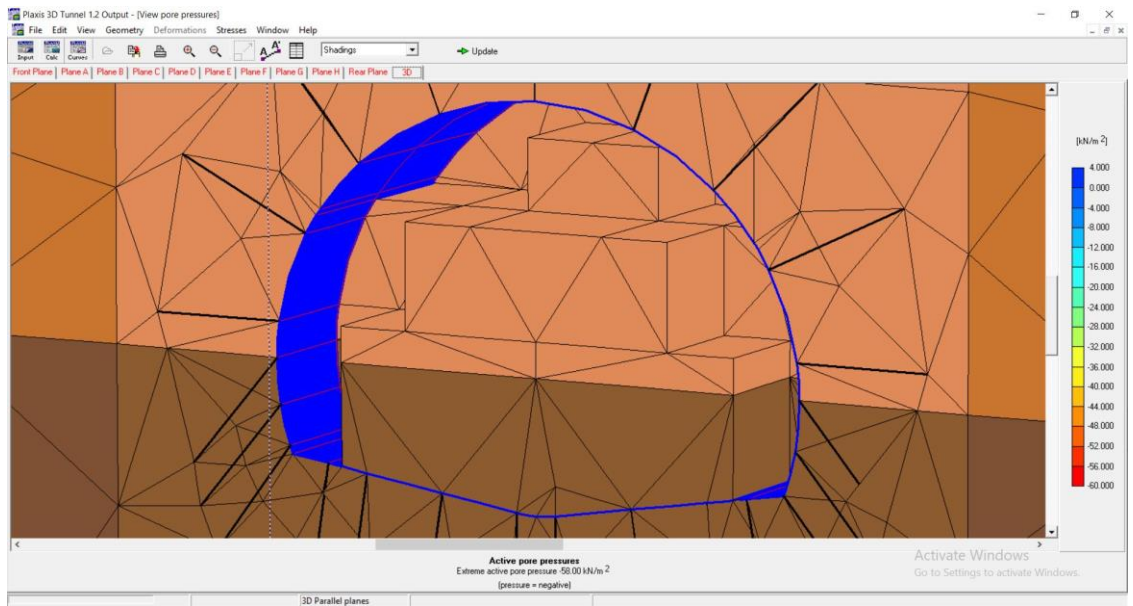 Plaxis 3D Tunnel 1.2 Output - [View pore pressures]
File Edit View Geometry Deformations Stresses Window Help
Input Calc Curves A A' Shadings Update
Front Plane Plane A Plane B Plane C Plane D Plane E Plane F Plane G Plane H Rear Plane 3D
[kN/m 2]
4.000
0.000
-4.000
-8.000
-12.000
-16.000
-20.000
-24.000
-28.000
-32.000
-36.000
-40.000
-44.000
-48.000
-52.000
-56.000
-60.000
Active pore pressures
Extreme active pore pressure -58.00 kN/m 2
(pressure = negative)
Activate Windows
Go to Settings to activate Windows.
3D Parallel planes